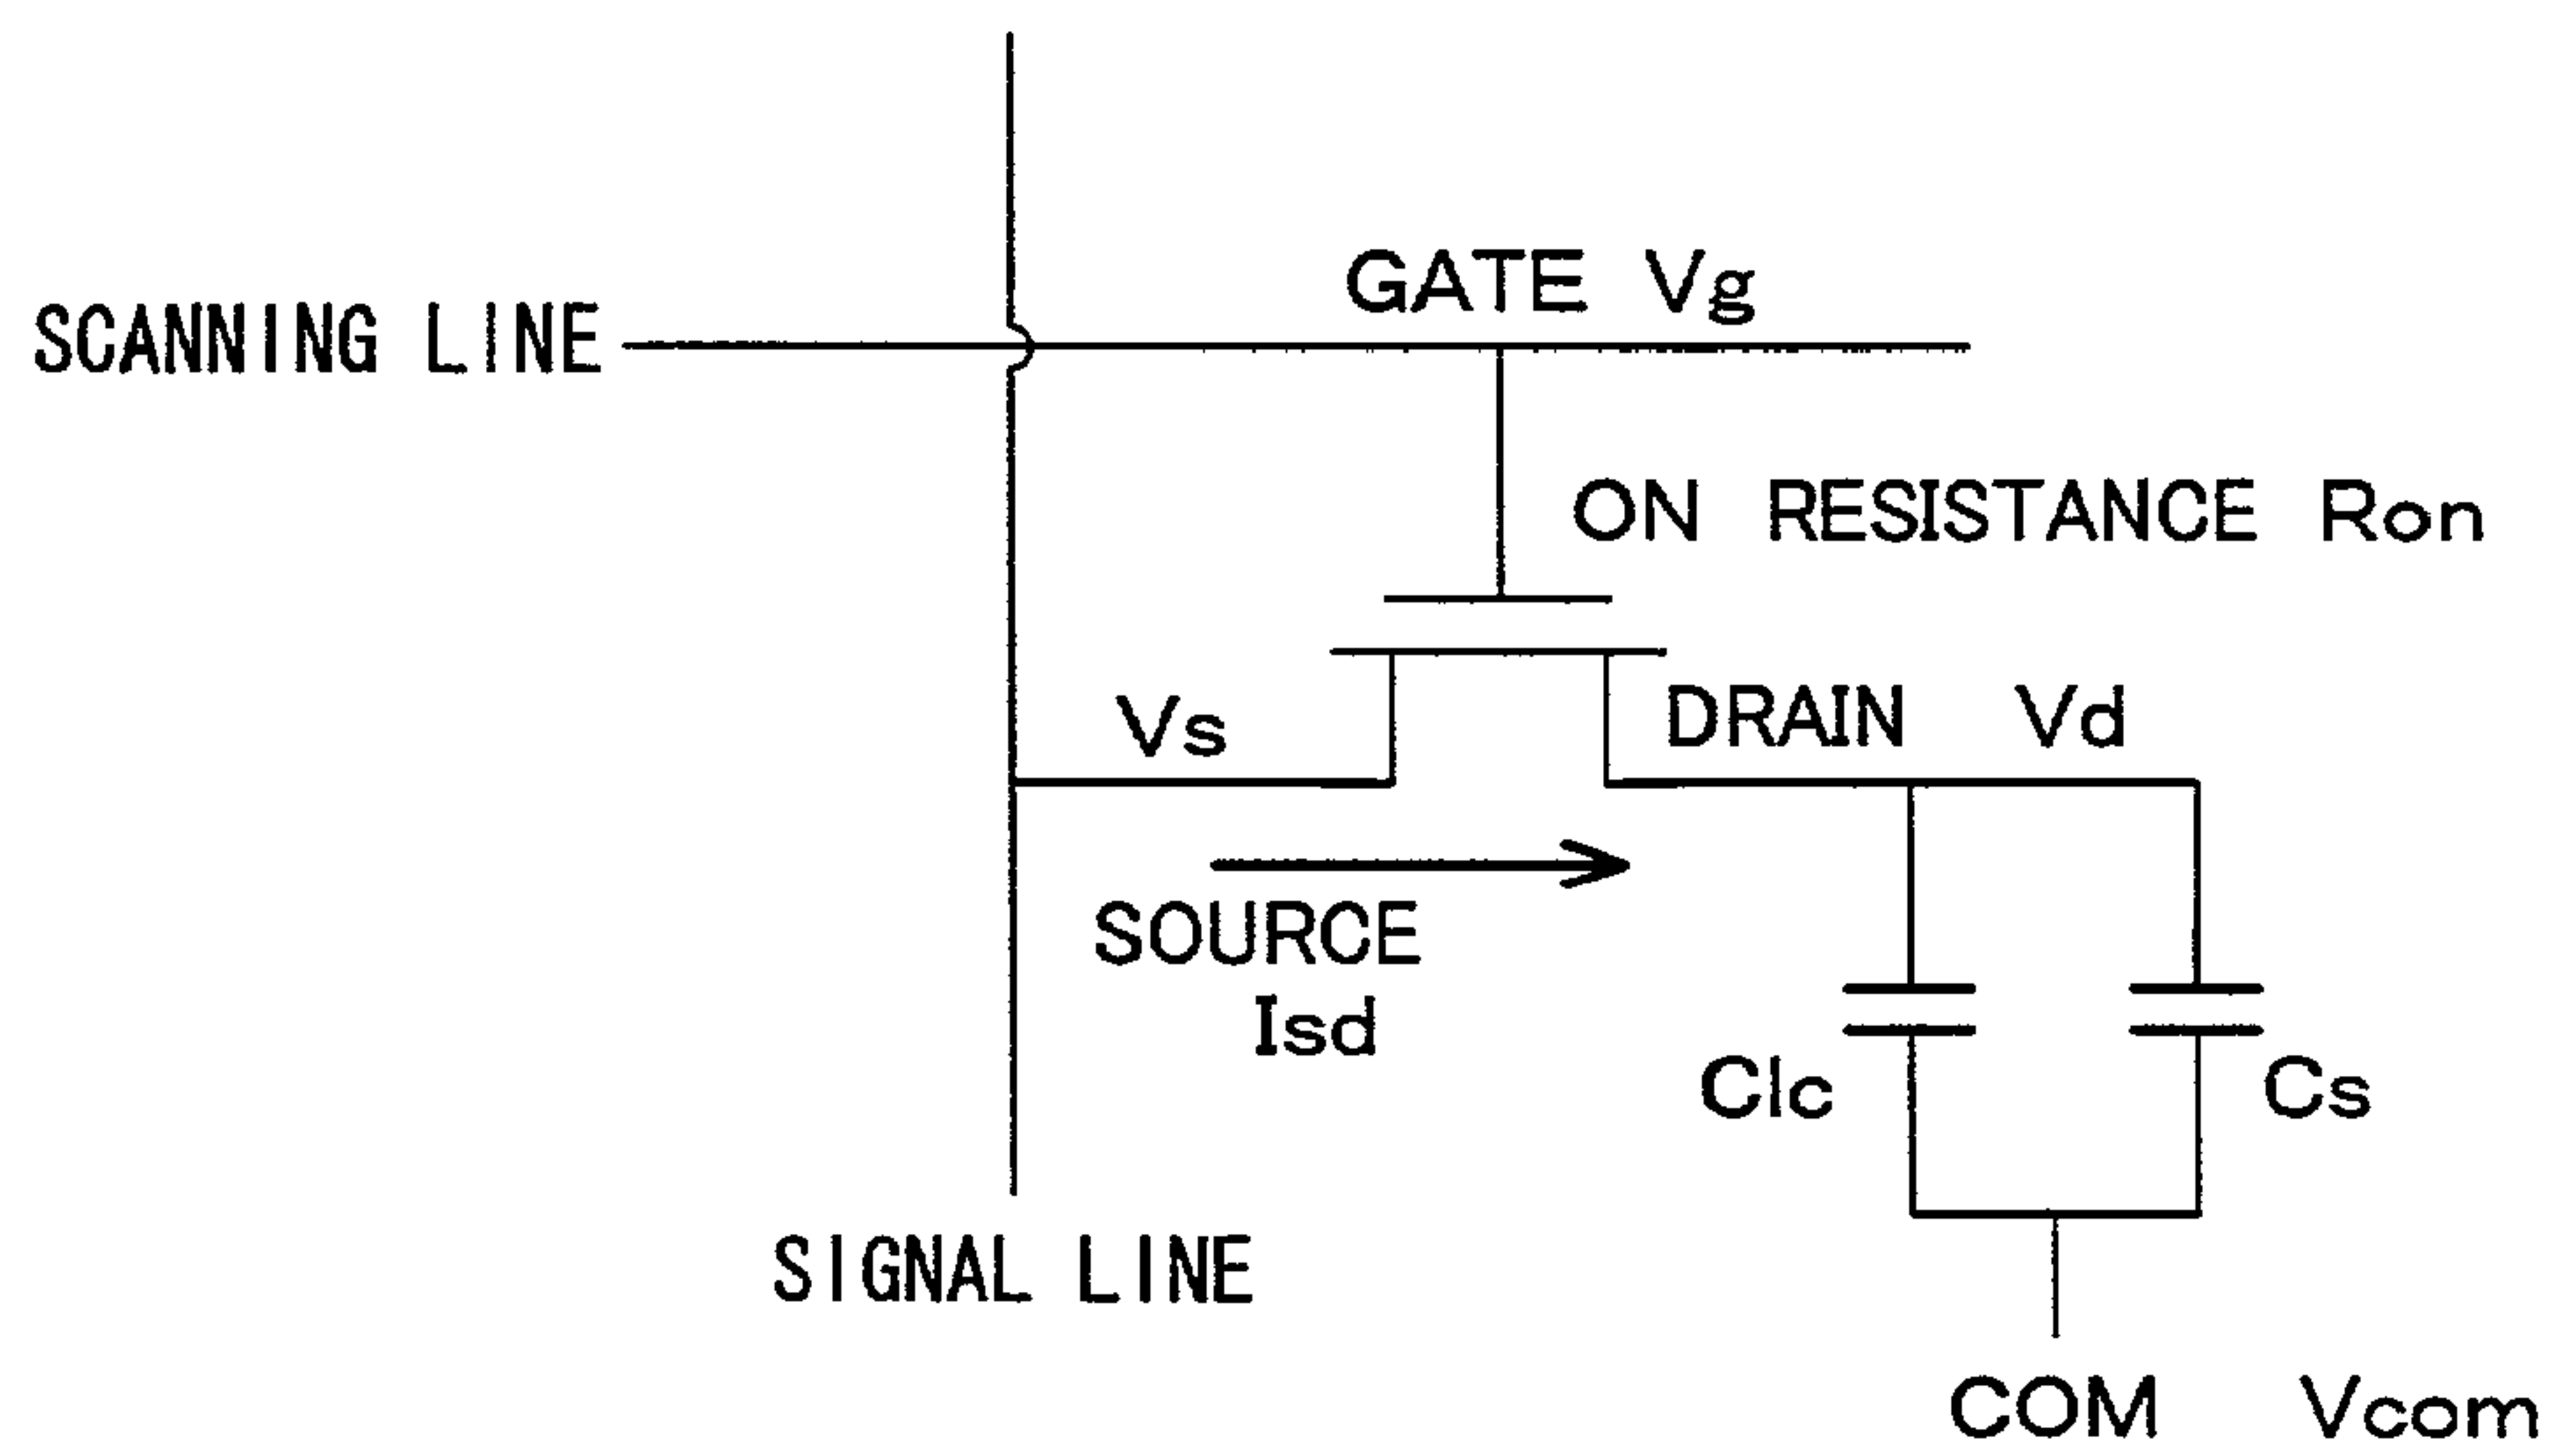 GATE Vg
SCANNING LINE
ON RESISTANCE Ron
Vs
DRAIN Vd
SOURCE
Isd
Clc
Cs
SIGNAL LINE
COM Vcom